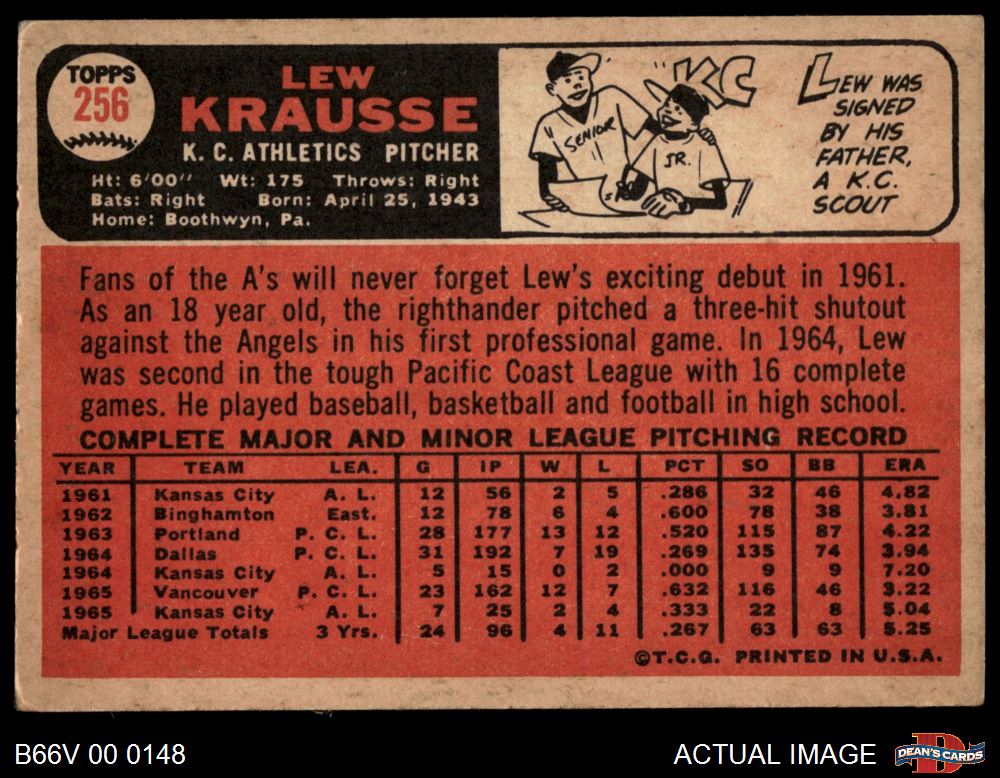 TOPPS
256
LEW
KRAUSSE
K. C. ATHLETICS PITCHER
Ht: 6'00" Wt: 175 Throws: Right
Bats: Right Born: April 25, 1943
Home: Boothwyn, Pa.
KC
SENIOR
JR.
LEW WAS
SIGNED
BY HIS
FATHER,
A K.C.
SCOUT
Fans of the A's will never forget Lew's exciting debut in 1961.
As an 18 year old, the righthander pitched a three-hit shutout
against the Angels in his first professional game. In 1964, Lew
was second in the tough Pacific Coast League with 16 complete
games. He played baseball, basketball and football in high school.
COMPLETE MAJOR AND MINOR LEAGUE PITCHING RECORD
YEAR TEAM LEA. G IP W L PCT SO BB ERA
1961 Kansas City A. L. 12 56 2 5 .286 32 46 4.82
1962 Binghamton East. 12 78 6 4 .600 78 38 3.81
1963 Portland P. C. L. 28 177 13 12 .520 115 87 4.22
1964 Dallas P. C. L. 31 192 7 19 .269 135 74 3.94
1964 Kansas City A. L. 5 15 0 2 .000 9 9 7.20
1965 Vancouver P. C. L. 23 162 12 7 .632 116 46 3.22
1965 Kansas City A. L. 7 25 2 4 .333 22 8 5.04
Major League Totals 3 Yrs. 24 96 4 11 .267 63 63 5.25
©T.C.G. PRINTED IN U.S.A.
B66V 00 0148
ACTUAL IMAGE
D
DEAN'S CARDS